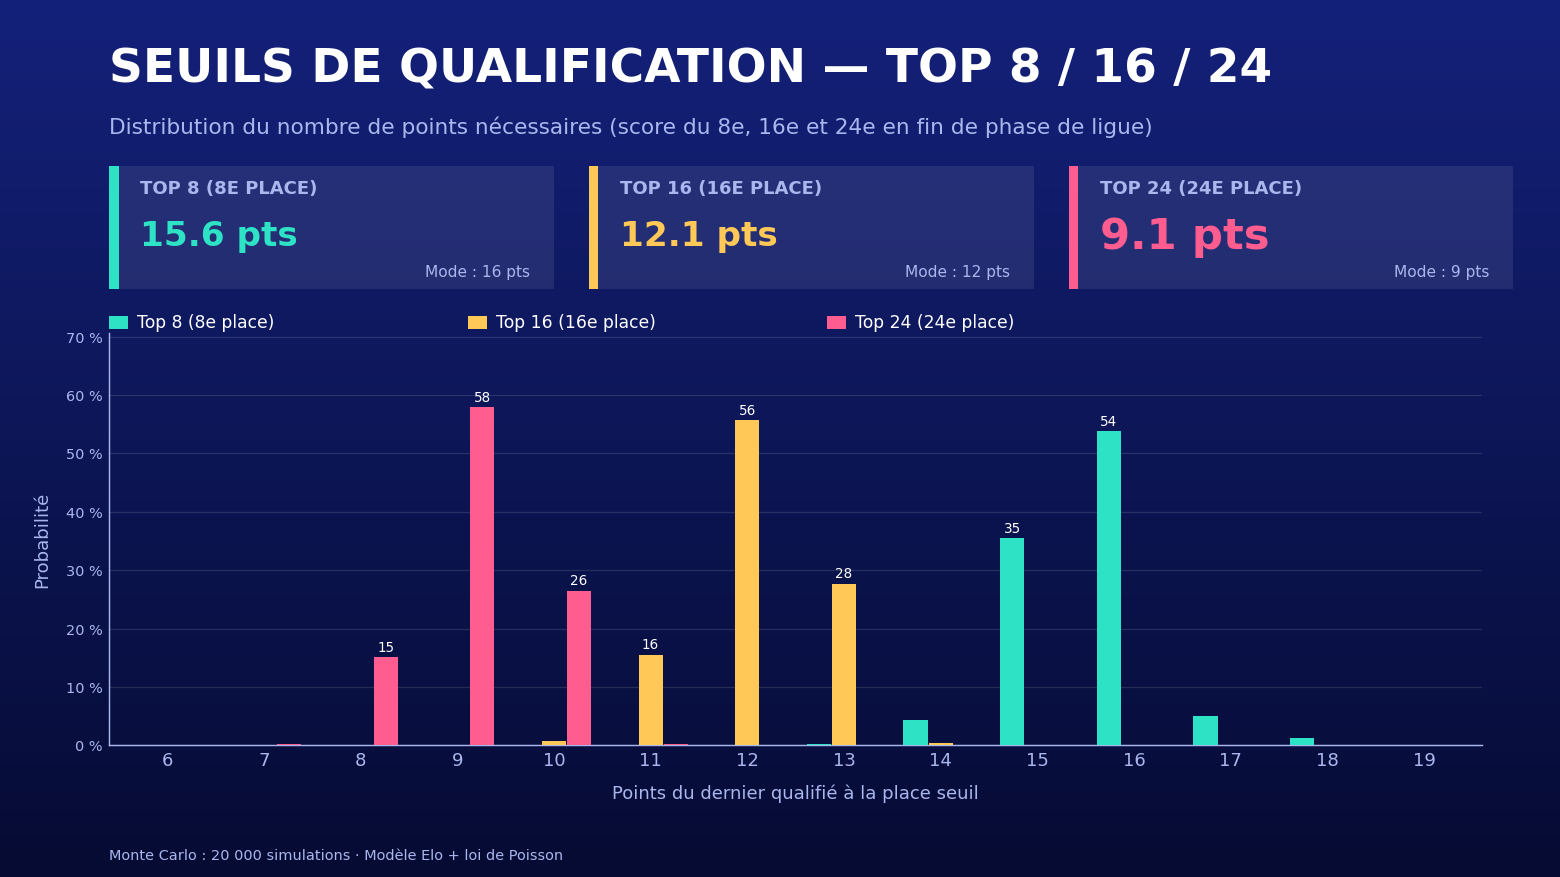 SEUILS DE QUALIFICATION — TOP 8 / 16 / 24
Distribution du nombre de points nécessaires (score du 8e, 16e et 24e en fin de phase de ligue)
TOP 8 (8E PLACE)
15.6 pts
Mode : 16 pts
TOP 16 (16E PLACE)
12.1 pts
Mode : 12 pts
TOP 24 (24E PLACE)
9.1 pts
Mode : 9 pts
Top 8 (8e place)
Top 16 (16e place)
Top 24 (24e place)
70 %
60 %
50 %
40 %
30 %
20 %
10 %
0 %
Probabilité
15
58
26
16
56
28
35
54
6 7 8 9 10 11 12 13 14 15 16 17 18 19
Points du dernier qualifié à la place seuil
Monte Carlo : 20 000 simulations · Modèle Elo + loi de Poisson